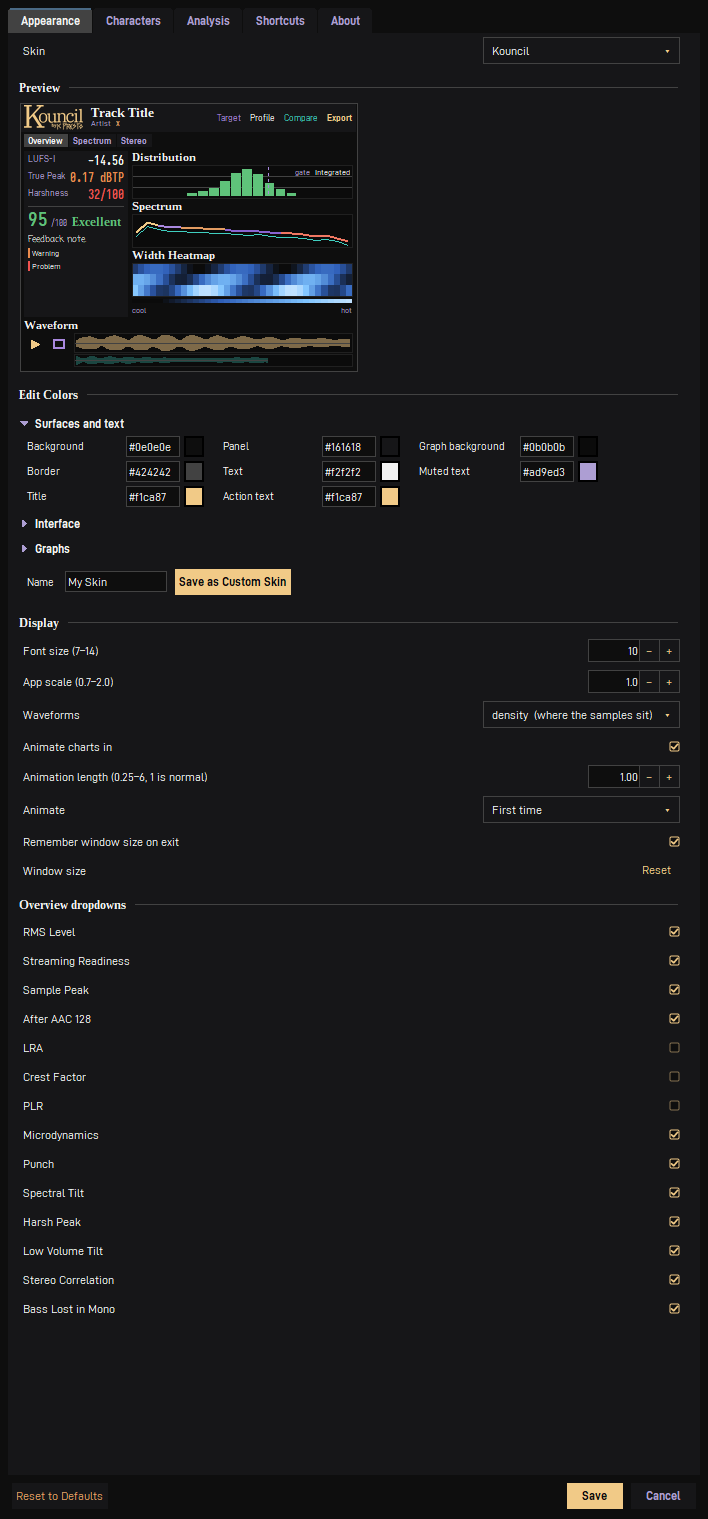 Appearance Characters Analysis Shortcuts About
Skin Kouncil
Preview
Kouncil Track Title
Artist X Target Profile Compare Export
Overview Spectrum Stereo
LUFS-I -14.56
True Peak 0.17 dBTP
Harshness 32/100
95 /100 Excellent
Feedback note.
Warning
Problem
Distribution
gate Integrated
Spectrum
Width Heatmap
cool hot
Waveform
Edit Colors
Surfaces and text
Background #0e0e0e Panel #161618 Graph background #0b0b0b
Border #424242 Text #f2f2f2 Muted text #ad9ed3
Title #f1ca87 Action text #f1ca87
Interface
Graphs
Name My Skin Save as Custom Skin
Display
Font size (7–14) 10 − +
App scale (0.7–2.0) 1.0 − +
Waveforms density (where the samples sit)
Animate charts in
Animation length (0.25–6, 1 is normal) 1.00 − +
Animate First time
Remember window size on exit
Window size Reset
Overview dropdowns
RMS Level
Streaming Readiness
Sample Peak
After AAC 128
LRA
Crest Factor
PLR
Microdynamics
Punch
Spectral Tilt
Harsh Peak
Low Volume Tilt
Stereo Correlation
Bass Lost in Mono
Reset to Defaults Save Cancel